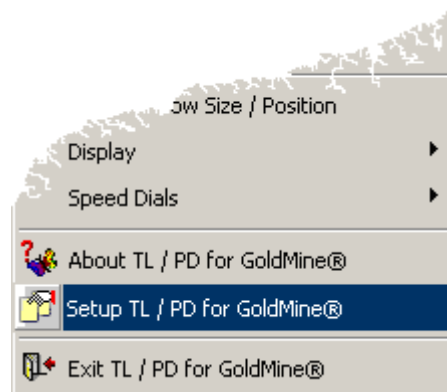 ow Size / Position
Display
Speed Dials
About TL / PD for GoldMine®
Setup TL / PD for GoldMine®
Exit TL / PD for GoldMine®